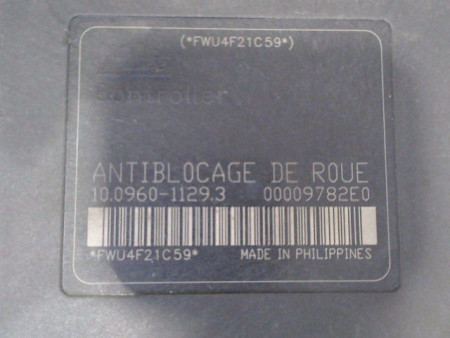 (*FWU4F21C59*)
Controller
ANTIBLOCAGE DE ROUE
10.0960-1129.3 00009782E0
*FWU4F21C59* MADE IN PHILIPPINES